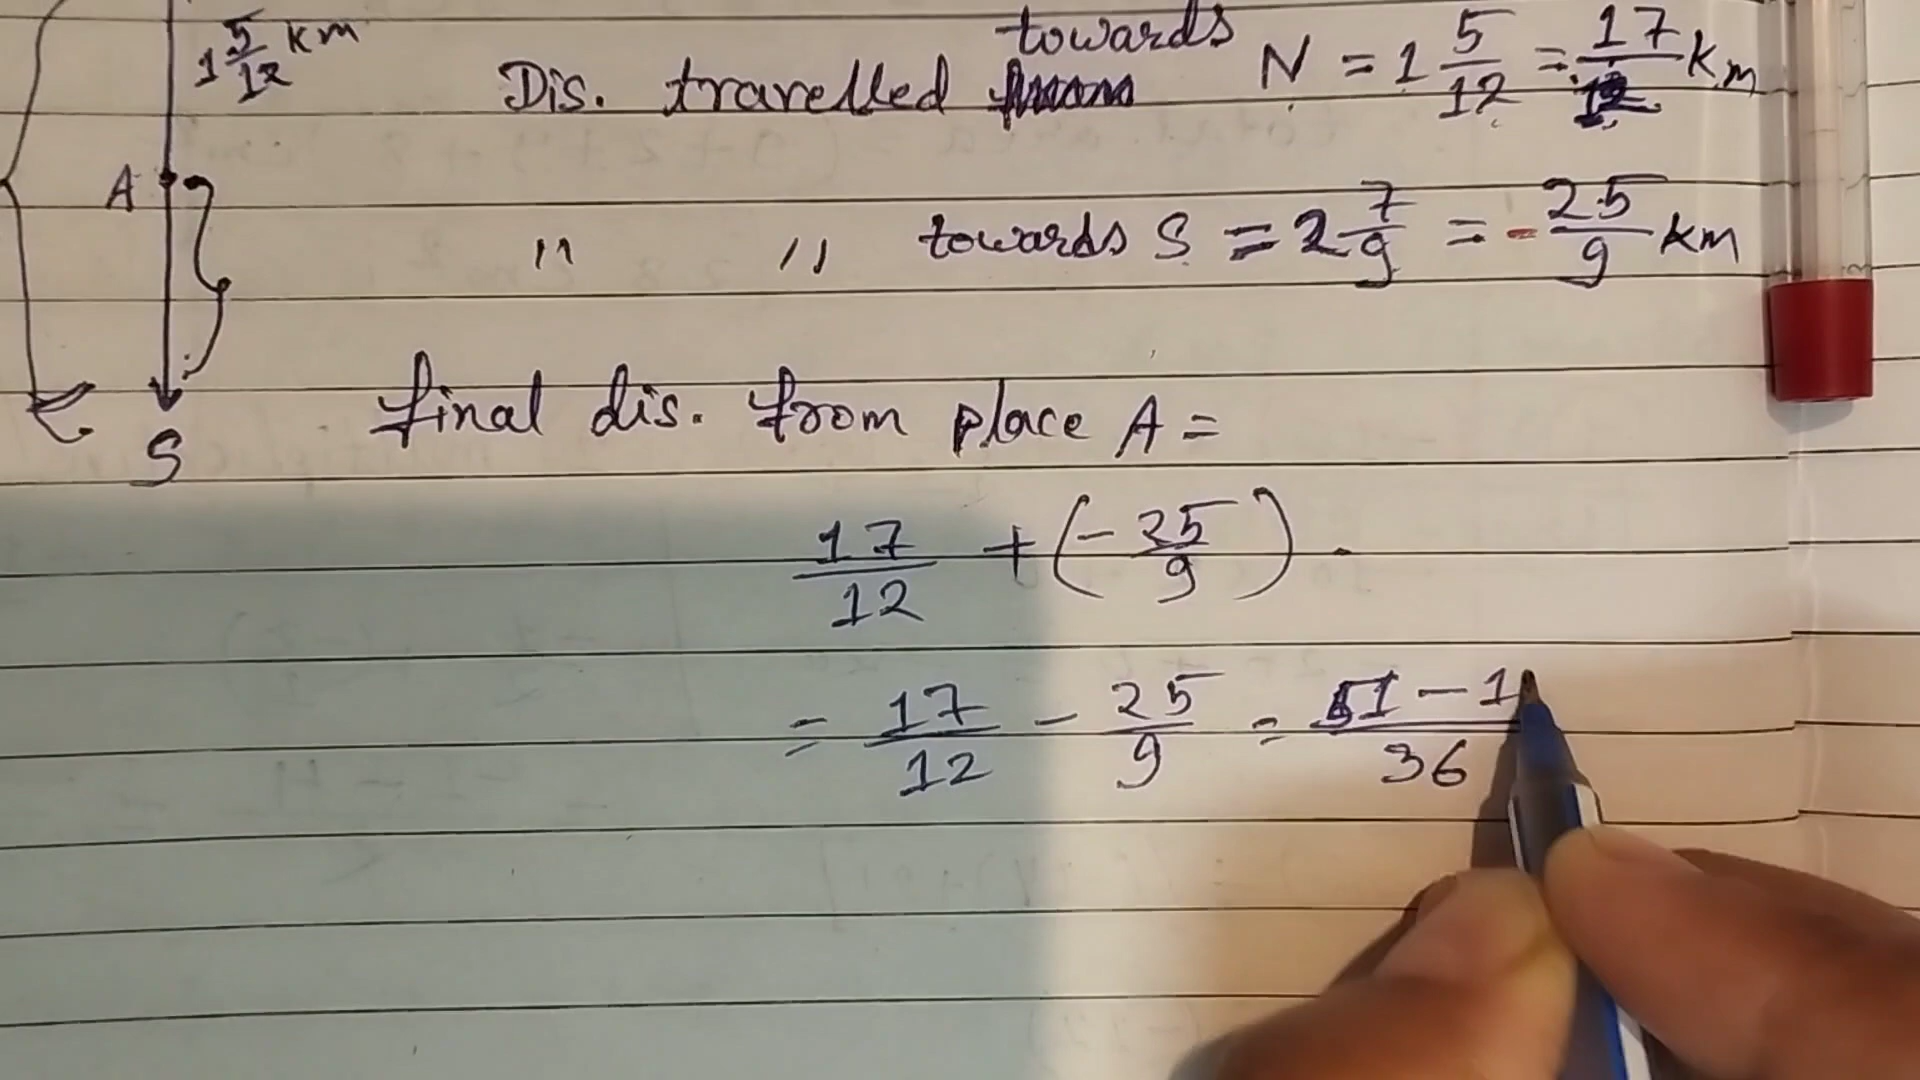 1 5/12 km
Dis. travelled towards N = 1 5/12 = 17/12 km
A
" " towards S = 2 7/9 = - 25/9 km
final dis. from place A =
S
17/12 + (- 25/9)
= 17/12 - 25/9 = 51 - 1 / 36